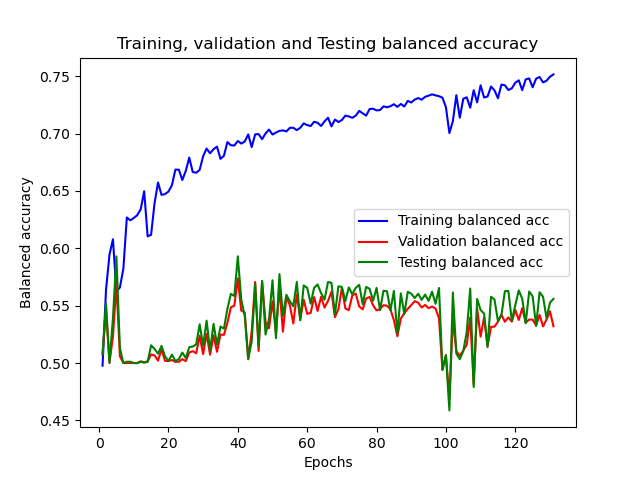 Training, validation and Testing balanced accuracy
Balanced accuracy
0.75
0.70
0.65
0.60
0.55
0.50
0.45
Training balanced acc
Validation balanced acc
Testing balanced acc
0 20 40 60 80 100 120
Epochs